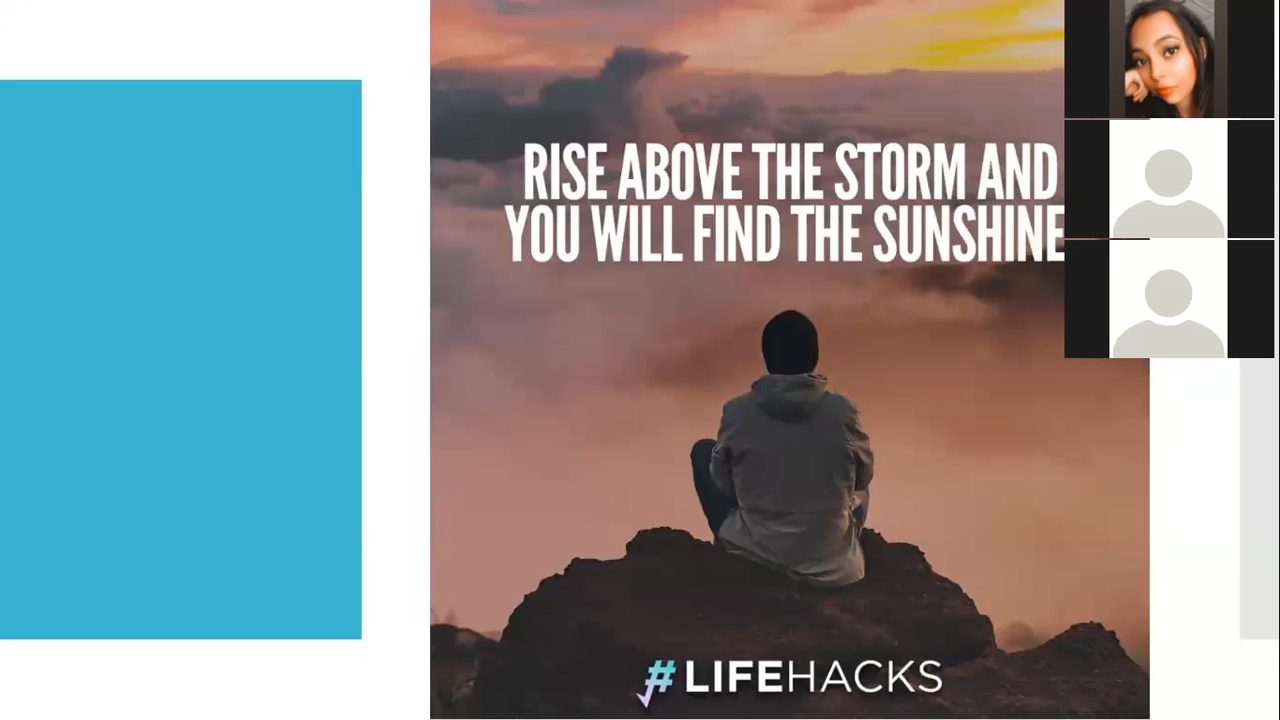 RISE ABOVE THE STORM AND
YOU WILL FIND THE SUNSHINE
#LIFEHACKS